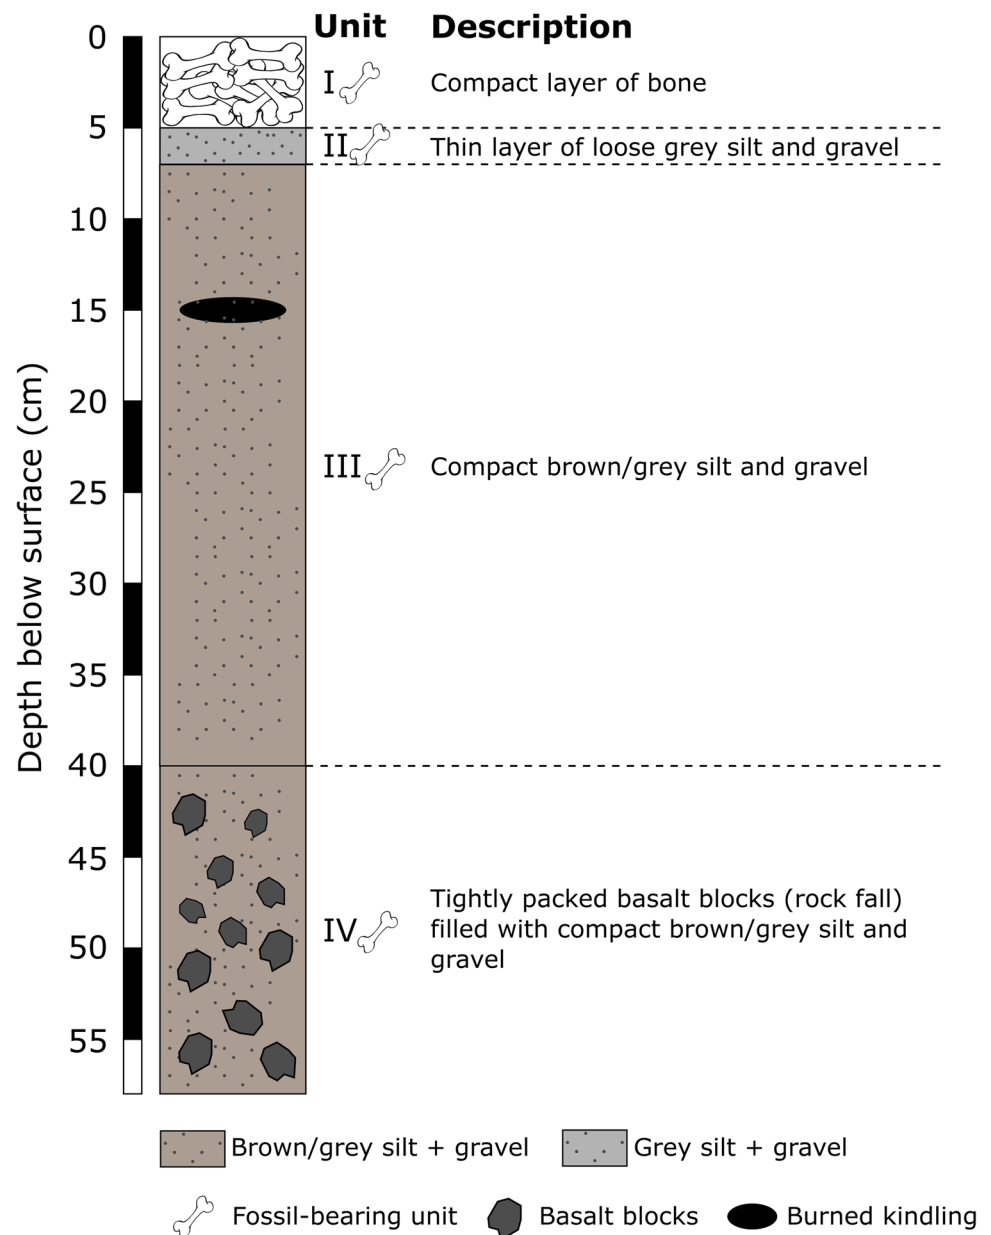 Unit Description
0
I Compact layer of bone
5
II Thin layer of loose grey silt and gravel
10
15
20
III Compact brown/grey silt and gravel
25
30
35
40
45
Tightly packed basalt blocks (rock fall)
IV filled with compact brown/grey silt and
gravel
50
55
Depth below surface (cm)
Brown/grey silt + gravel Grey silt + gravel
Fossil-bearing unit Basalt blocks Burned kindling